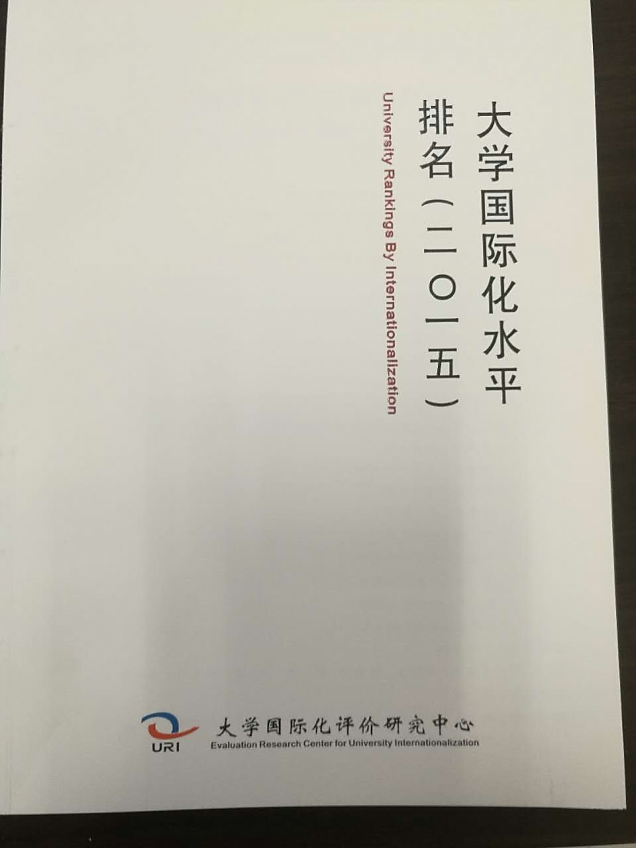 大学国际化水平
排名（二〇一五）
University Rankings By Internationalization
URI
大学国际化评价研究中心
Evaluation Research Center for University Internationalization